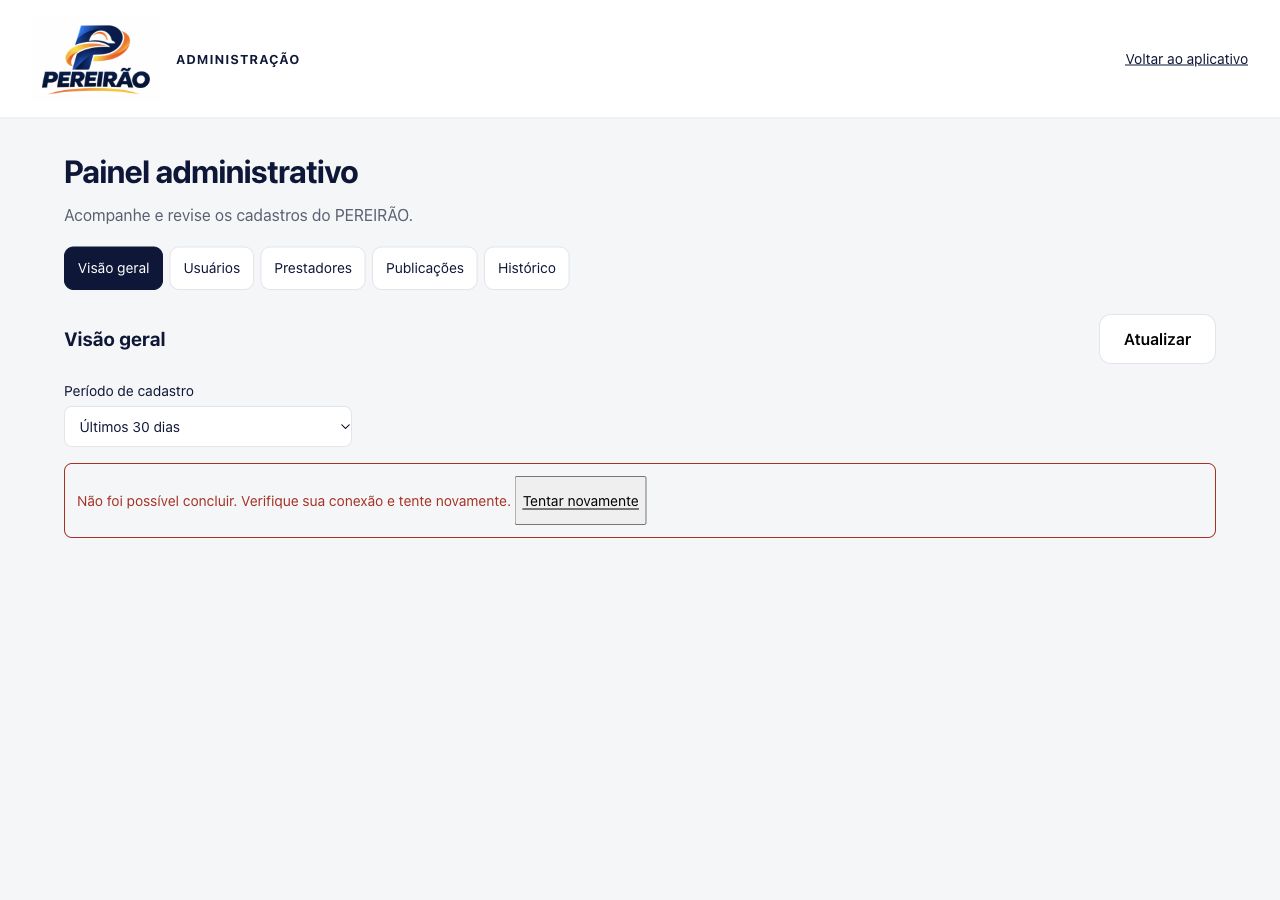 PEREIRÃO
ADMINISTRAÇÃO
Voltar ao aplicativo
Painel administrativo
Acompanhe e revise os cadastros do PEREIRÃO.
Visão geral
Usuários
Prestadores
Publicações
Histórico
Visão geral
Atualizar
Período de cadastro
Últimos 30 dias
Não foi possível concluir. Verifique sua conexão e tente novamente. Tentar novamente